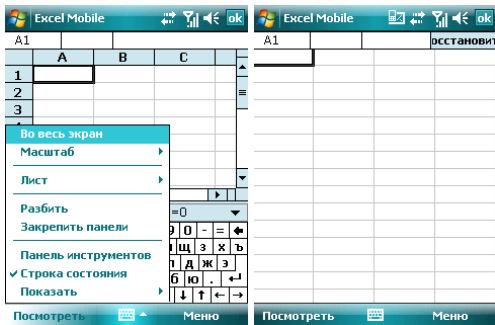 Excel Mobile ok
A1
A B C
1
2
3
Во весь экран
Масштаб
Лист
Разбить
Закрепить панели
Панель инструментов
Строка состояния
Показать
=0
0 - =
щ з х ъ
д ж э
б ю .
Посмотреть Меню
Excel Mobile ok
A1 осстановит
Посмотреть Меню